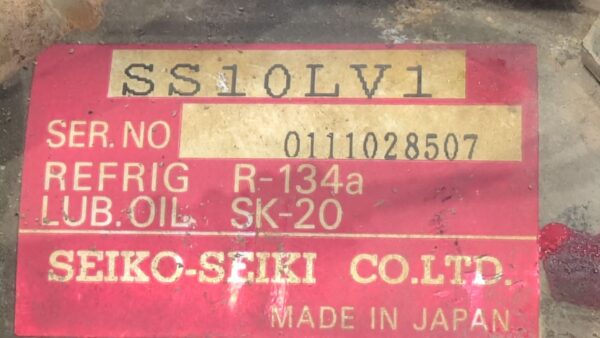 SS10LV1
SER. NO 0111028507
REFRIG R-134a
LUB. OIL SK-20
SEIKO-SEIKI CO.LTD.
MADE IN JAPAN